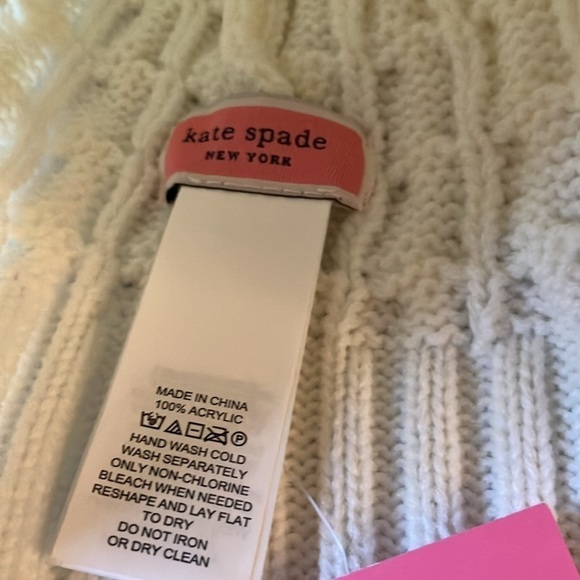 kate spade
NEW YORK
MADE IN CHINA
100% ACRYLIC
P
HAND WASH COLD
WASH SEPARATELY
ONLY NON-CHLORINE
BLEACH WHEN NEEDED
RESHAPE AND LAY FLAT
TO DRY
DO NOT IRON
OR DRY CLEAN